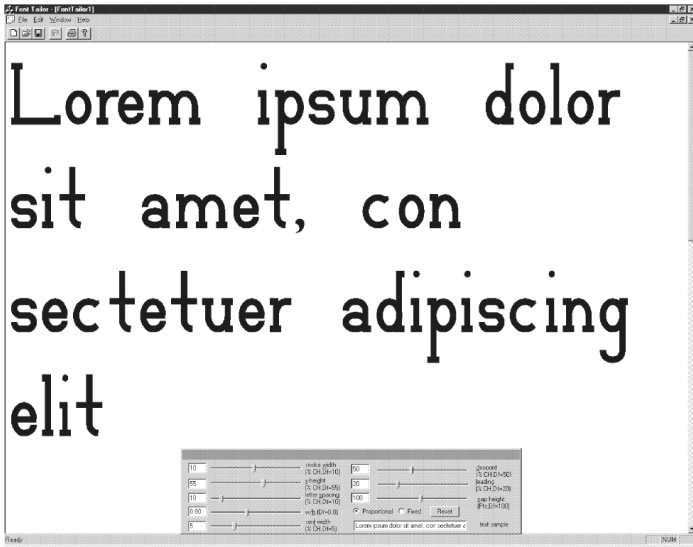 Font Tailor - [FontTailor1]
File Edit Window Help
Lorem ipsum dolor
sit amet, con
sectetuer adipiscing
elit
10 stroke width
(% CH,Df=10)
55 x-height
(% CH,Df=55)
10 letter spacing
(% CH,Df=10)
0.80 w/b (Df=0.8)
5 serif width
(% CH,Df=5)
50 descent
(% CH,Df=50)
20 leading
(% CH,Df=20)
100 cap height
(Ptr,Df=100)
Proportional Fixed Reset
Lorem ipsum dolor sit amet, con sectetuer a text sample
Ready NUM